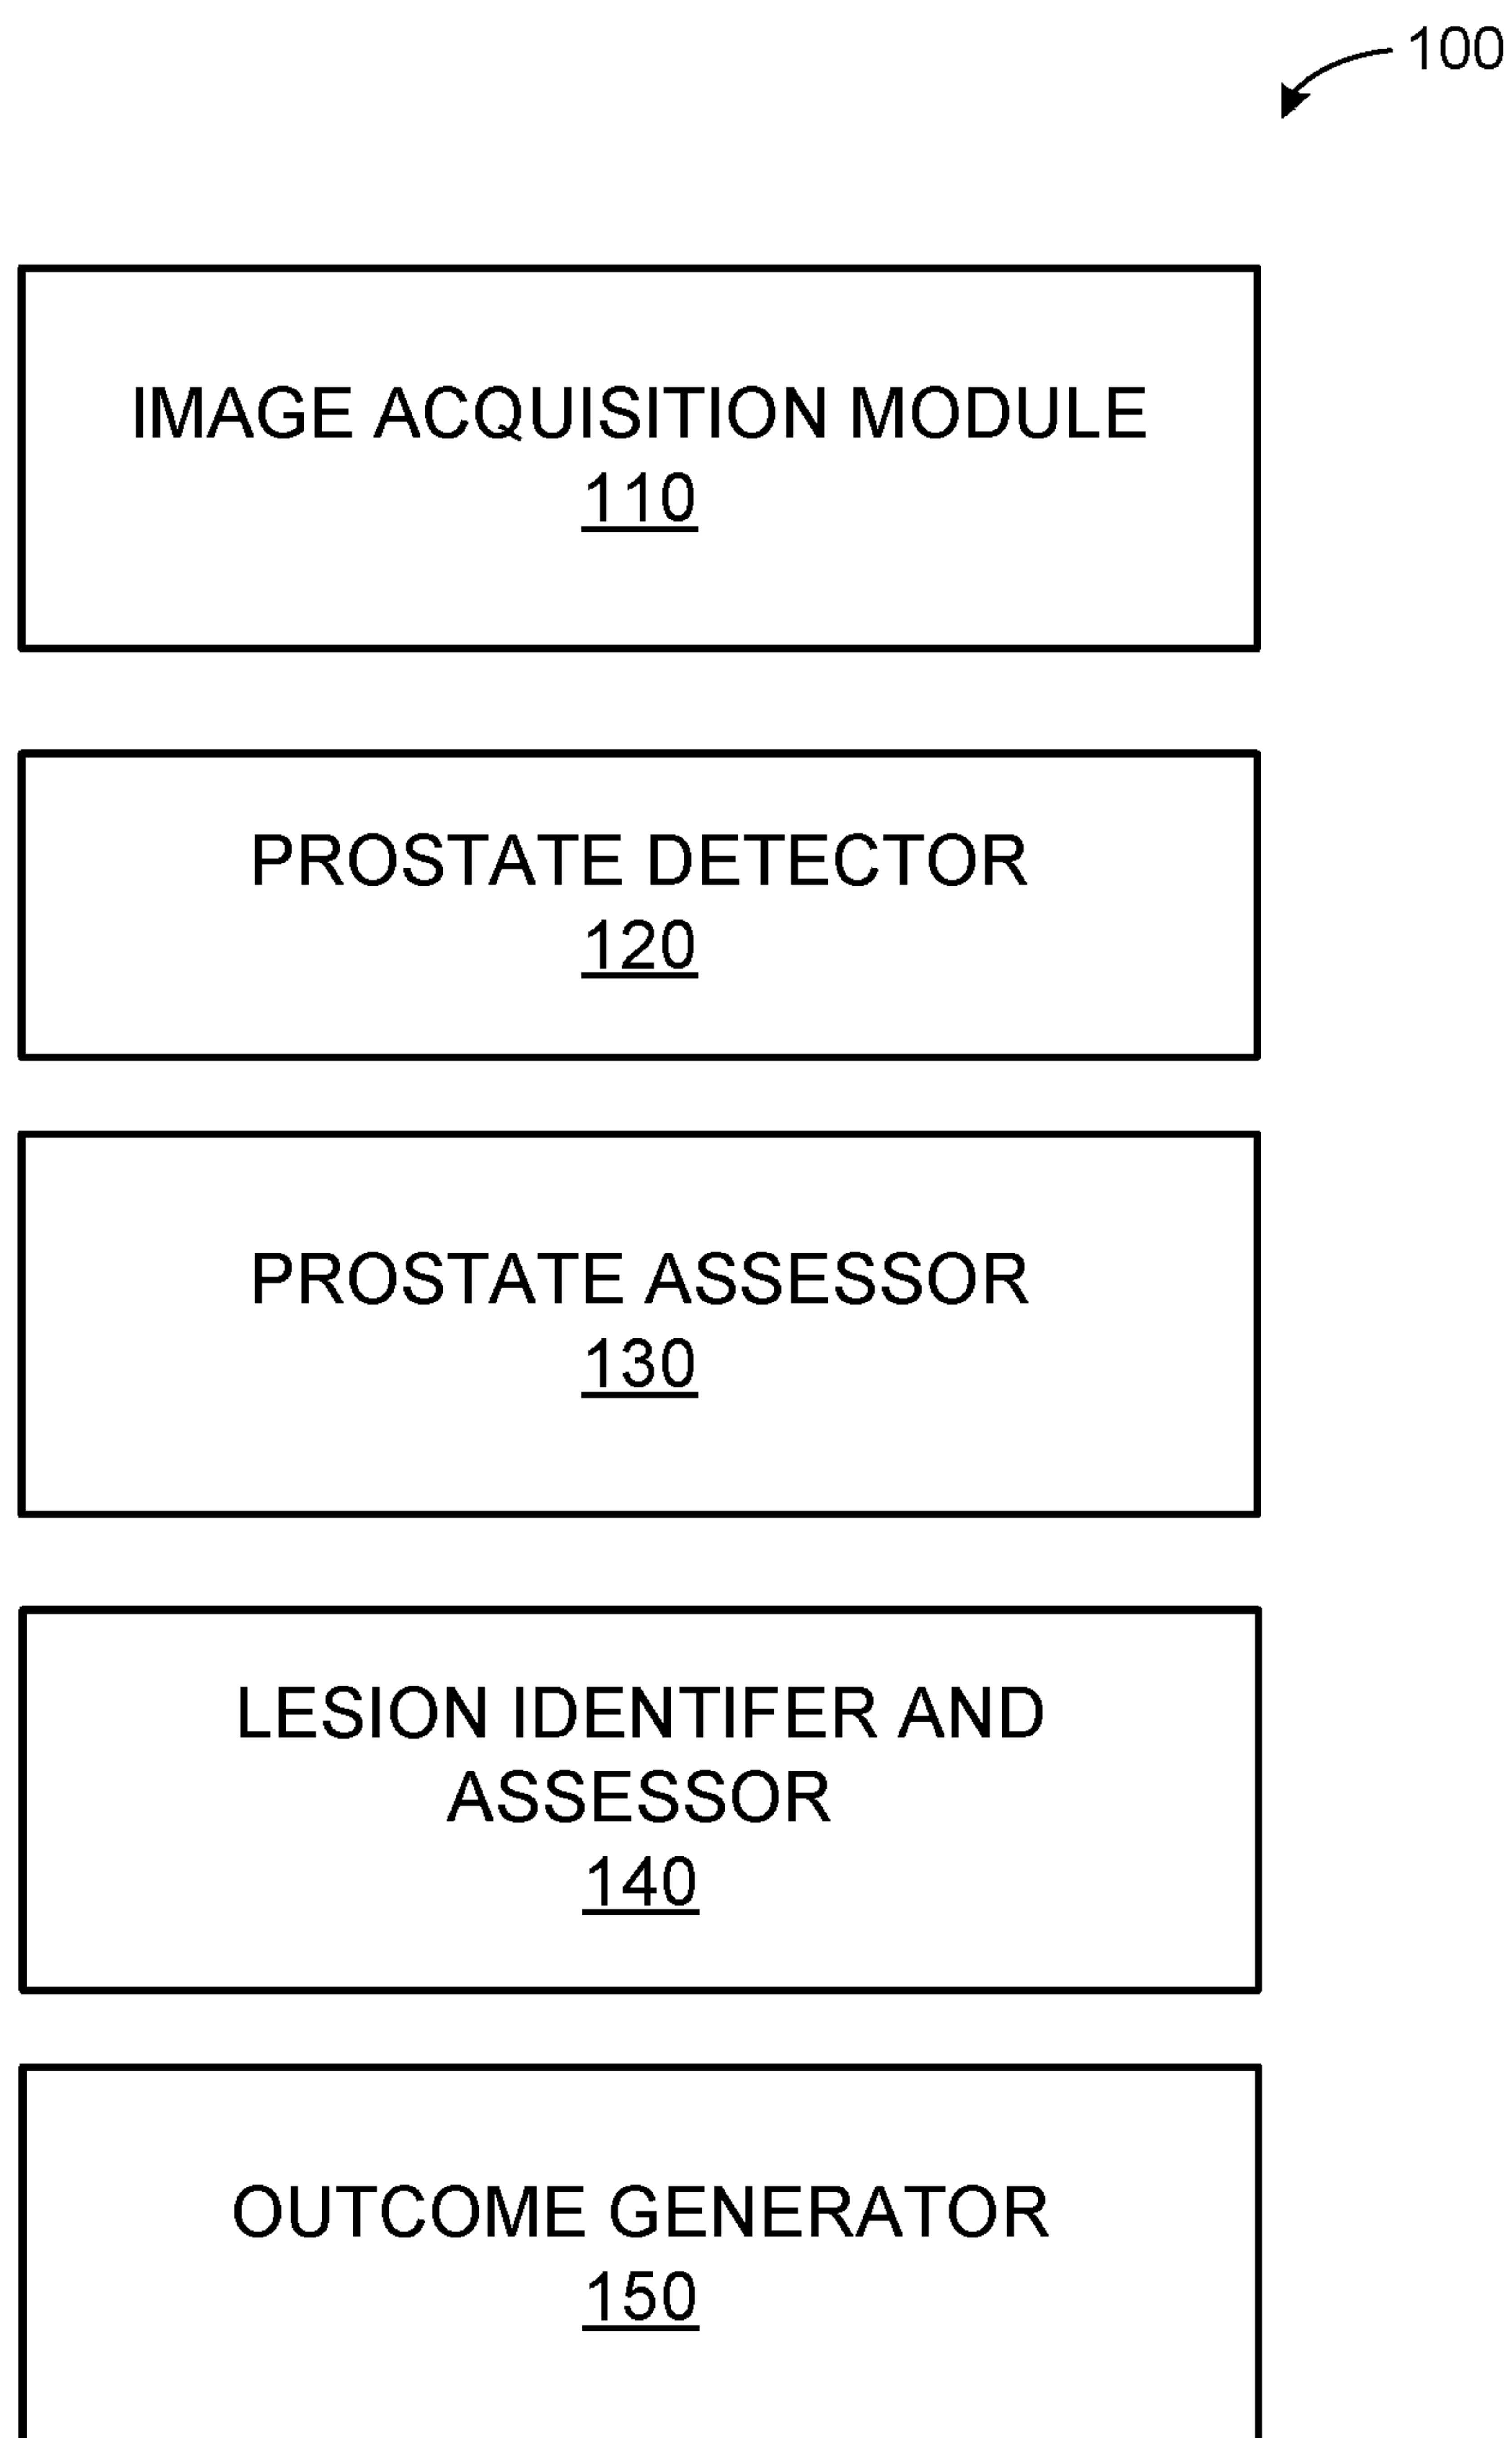 100
IMAGE ACQUISITION MODULE
110
PROSTATE DETECTOR
120
PROSTATE ASSESSOR
130
LESION IDENTIFER AND
ASSESSOR
140
OUTCOME GENERATOR
150